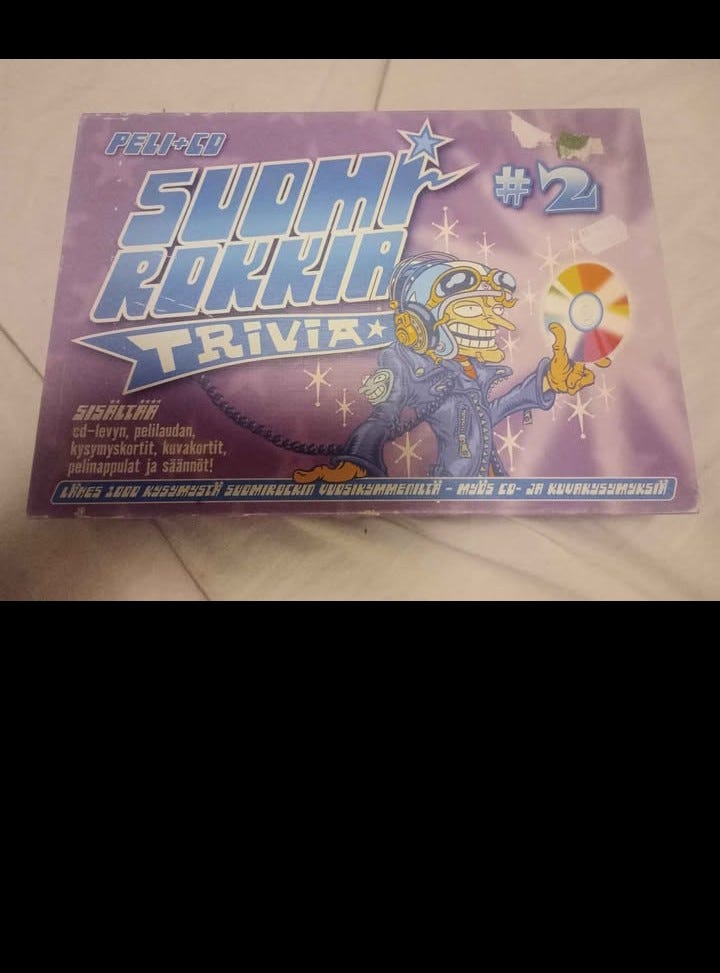 PELI+CD
SUOMI
ROKKIA
TRIVIA
#2
SISÄLTÄÄ
cd-levyn, pelilaudan,
kysymyskortit, kuvakortit,
pelinappulat ja säännöt!
LÄHES 1000 KYSYMYSTÄ SUOMIROCKIN VUOSIKYMMENILTÄ - MYÖS CD- JA KUVAKYSYMYKSIÄ